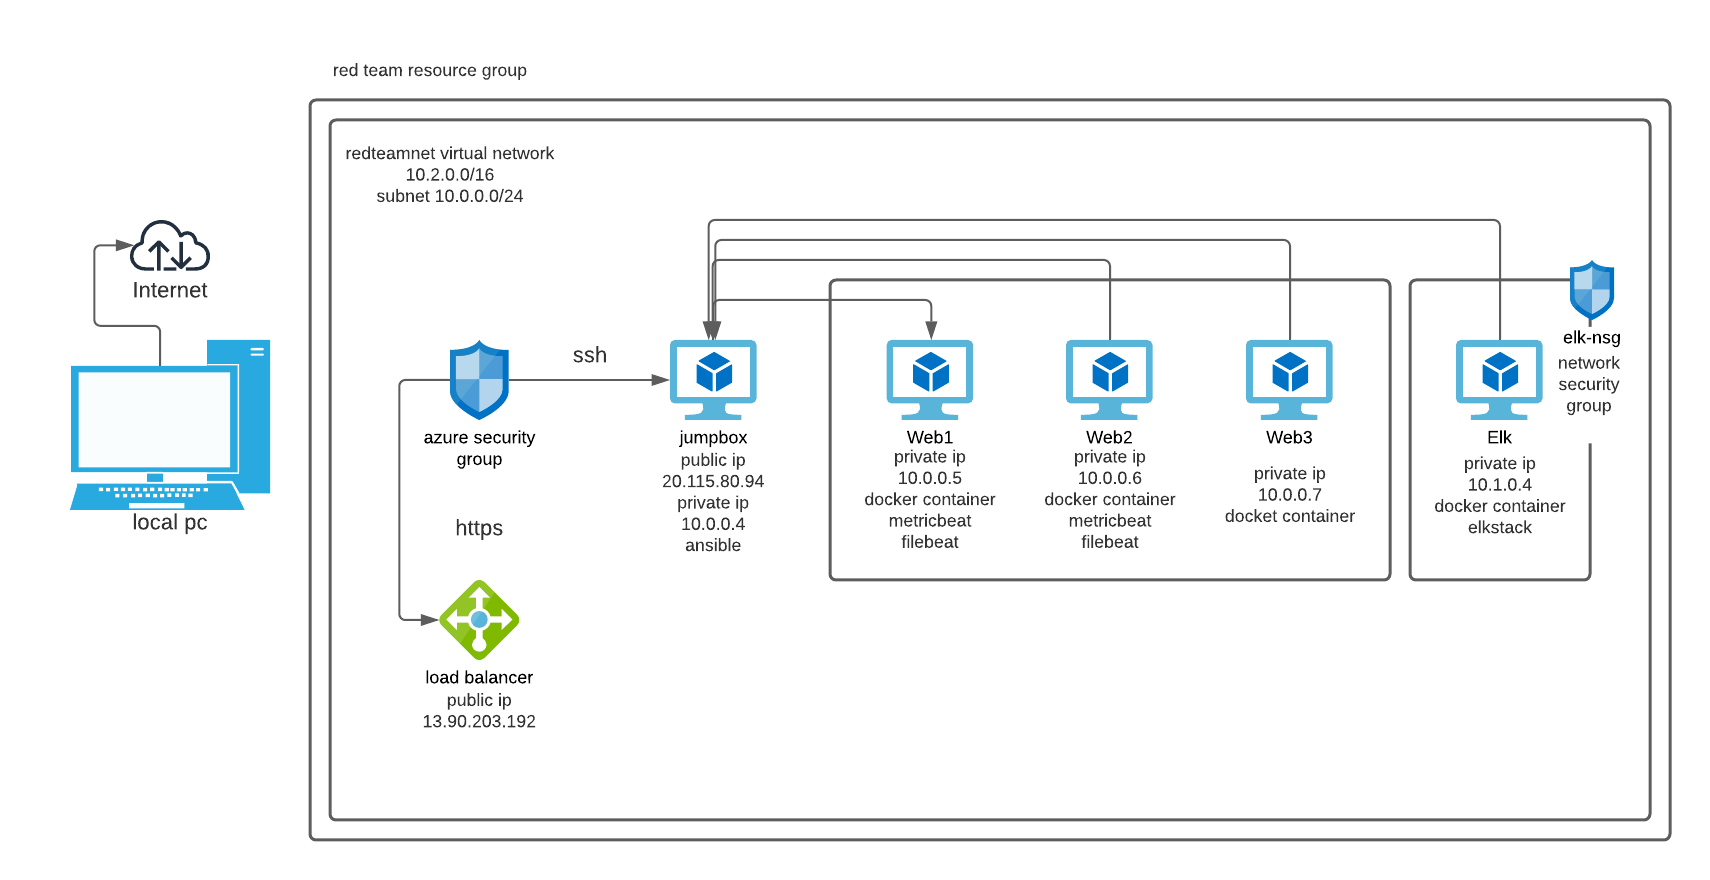 red team resource group
redteamnet virtual network
10.2.0.0/16
subnet 10.0.0.0/24
Internet
local pc
azure security
group
ssh
https
load balancer
public ip
13.90.203.192
jumpbox
public ip
20.115.80.94
private ip
10.0.0.4
ansible
Web1
private ip
10.0.0.5
docker container
metricbeat
filebeat
Web2
private ip
10.0.0.6
docker container
metricbeat
filebeat
Web3
private ip
10.0.0.7
docket container
Elk
private ip
10.1.0.4
docker container
elkstack
elk-nsg
network
security
group